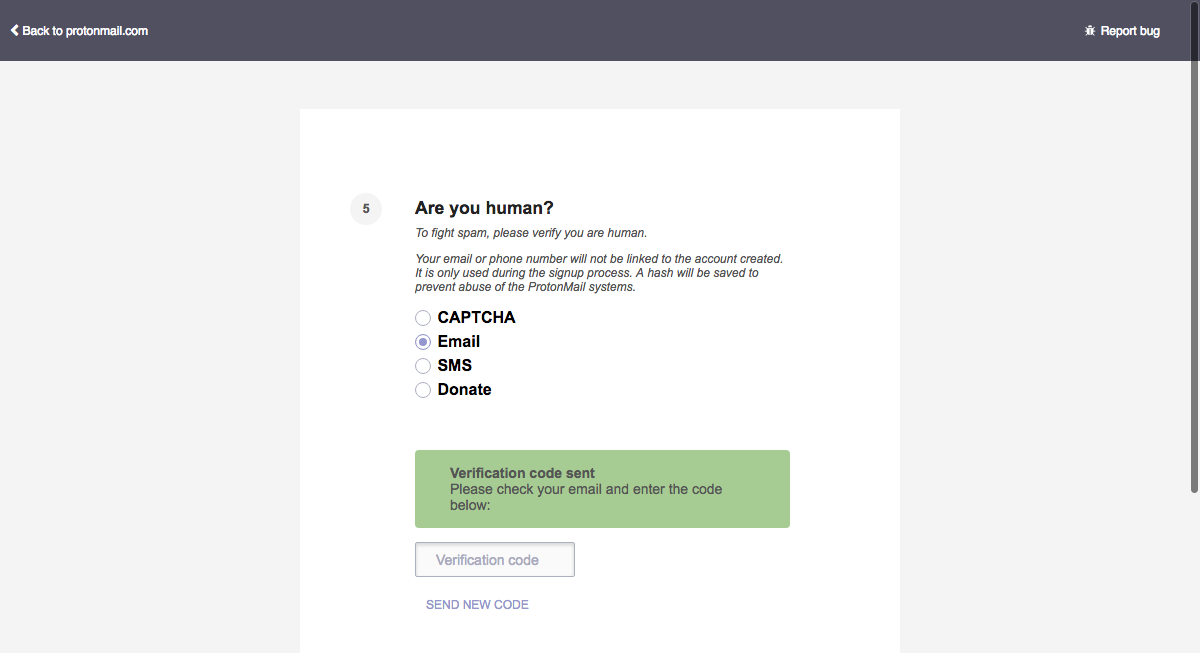 Back to protonmail.com
Report bug
5
Are you human?
To fight spam, please verify you are human.
Your email or phone number will not be linked to the account created.
It is only used during the signup process. A hash will be saved to
prevent abuse of the ProtonMail systems.
CAPTCHA
Email
SMS
Donate
Verification code sent
Please check your email and enter the code
below:
Verification code
SEND NEW CODE